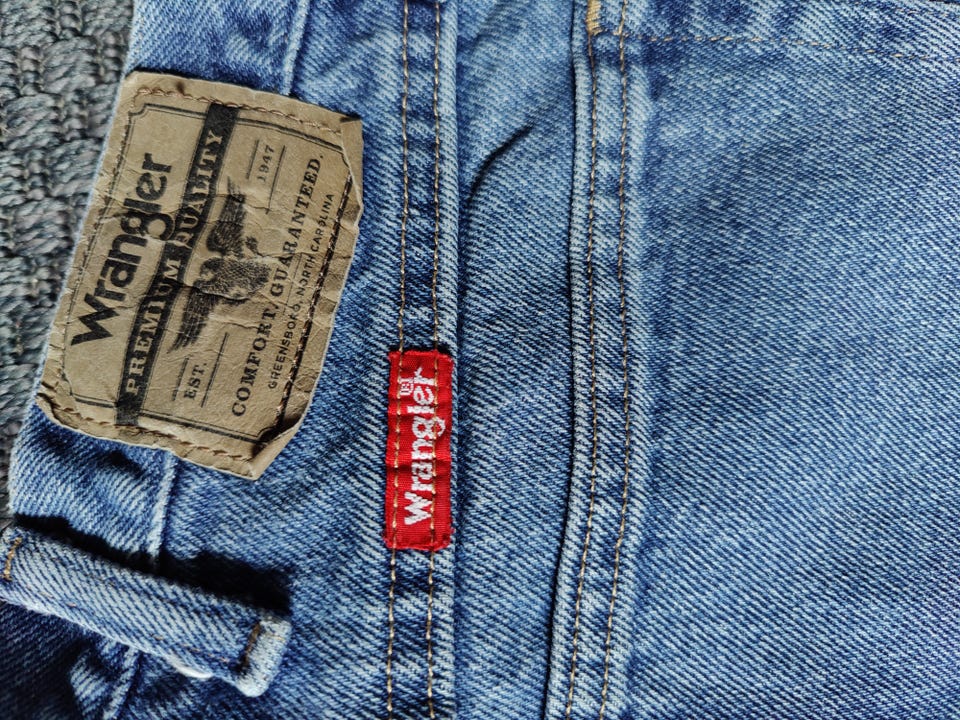 Wrangler
PREMIUM QUALITY
EST. 1947
COMFORT, GUARANTEED.
GREENSBORO, NORTH CAROLINA
Wrangler®